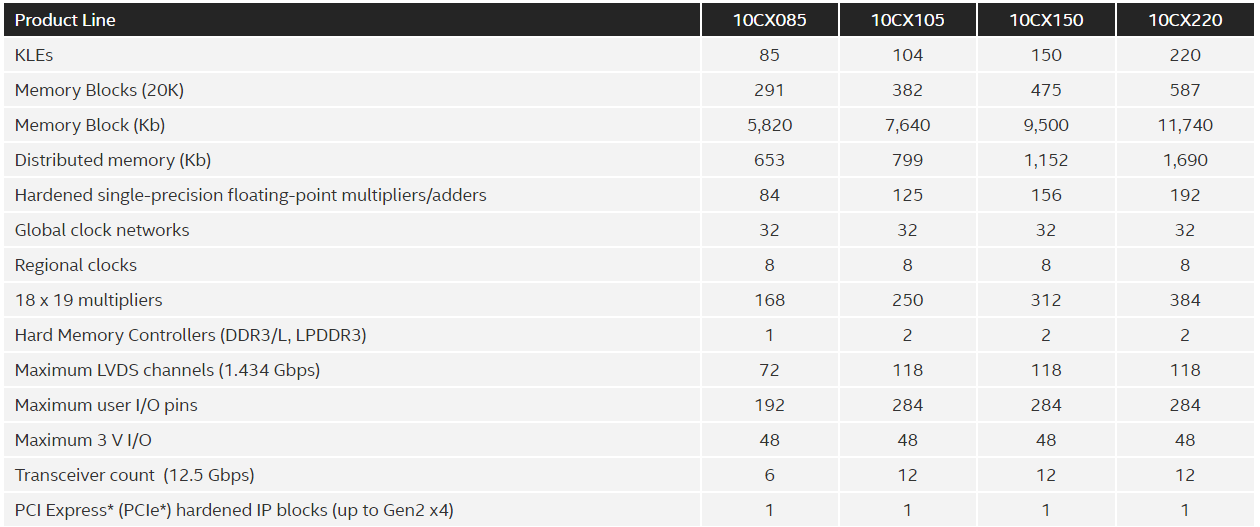 Product Line 10CX085 10CX105 10CX150 10CX220
KLEs 85 104 150 220
Memory Blocks (20K) 291 382 475 587
Memory Block (Kb) 5,820 7,640 9,500 11,740
Distributed memory (Kb) 653 799 1,152 1,690
Hardened single-precision floating-point multipliers/adders 84 125 156 192
Global clock networks 32 32 32 32
Regional clocks 8 8 8 8
18 x 19 multipliers 168 250 312 384
Hard Memory Controllers (DDR3/L, LPDDR3) 1 2 2 2
Maximum LVDS channels (1.434 Gbps) 72 118 118 118
Maximum user I/O pins 192 284 284 284
Maximum 3 V I/O 48 48 48 48
Transceiver count (12.5 Gbps) 6 12 12 12
PCI Express* (PCIe*) hardened IP blocks (up to Gen2 x4) 1 1 1 1